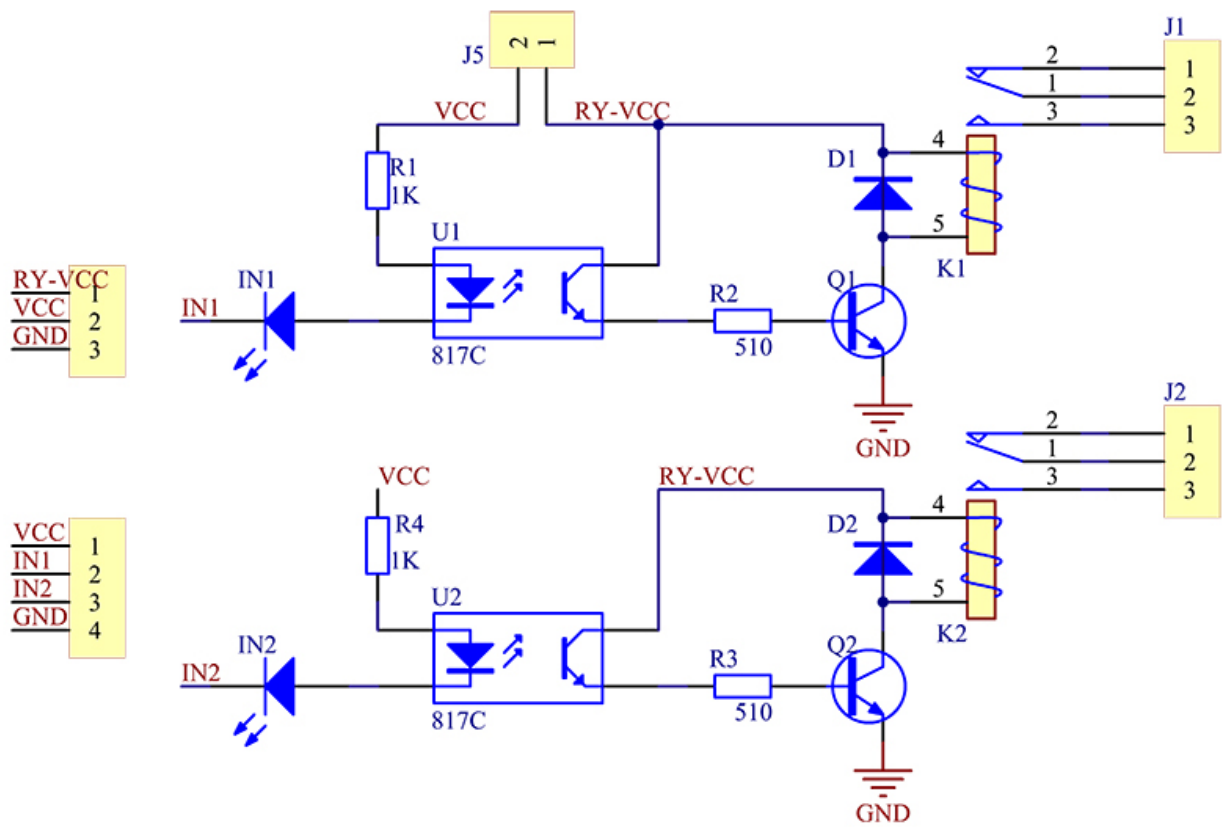 J1
J5
2
1
2
1
1
2
VCC
RY-VCC
3
3
4
D1
R1
1K
U1
5
K1
RY-VCC
1
IN1
Q1
VCC
2
IN1
R2
GND
3
817C
510
J2
GND
2
1
1
2
VCC
RY-VCC
3
3
4
R4
D2
VCC
1
1K
IN1
2
IN2
3
U2
5
GND
4
K2
IN2
Q2
IN2
R3
817C
510
GND